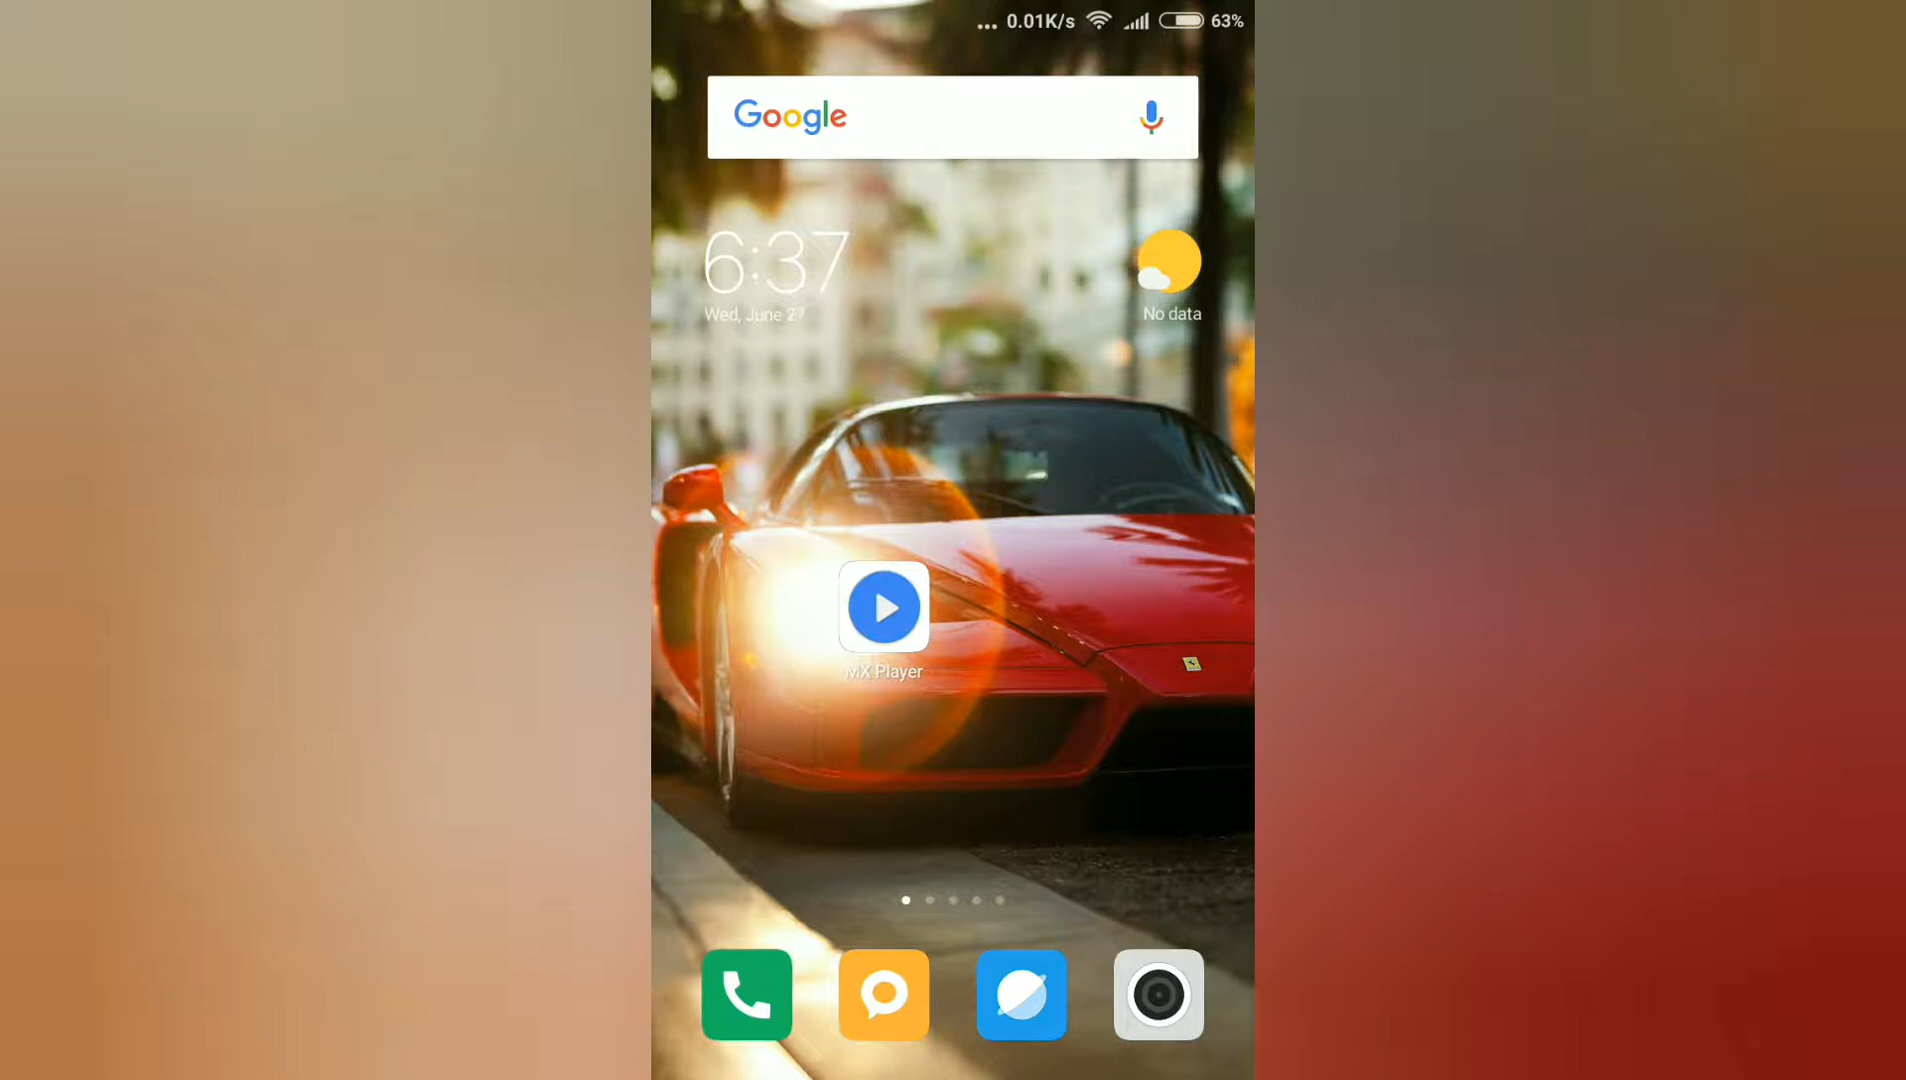 ... 0.01K/s 63%
Google
6:37
Wed, June 27
No data
MX Player